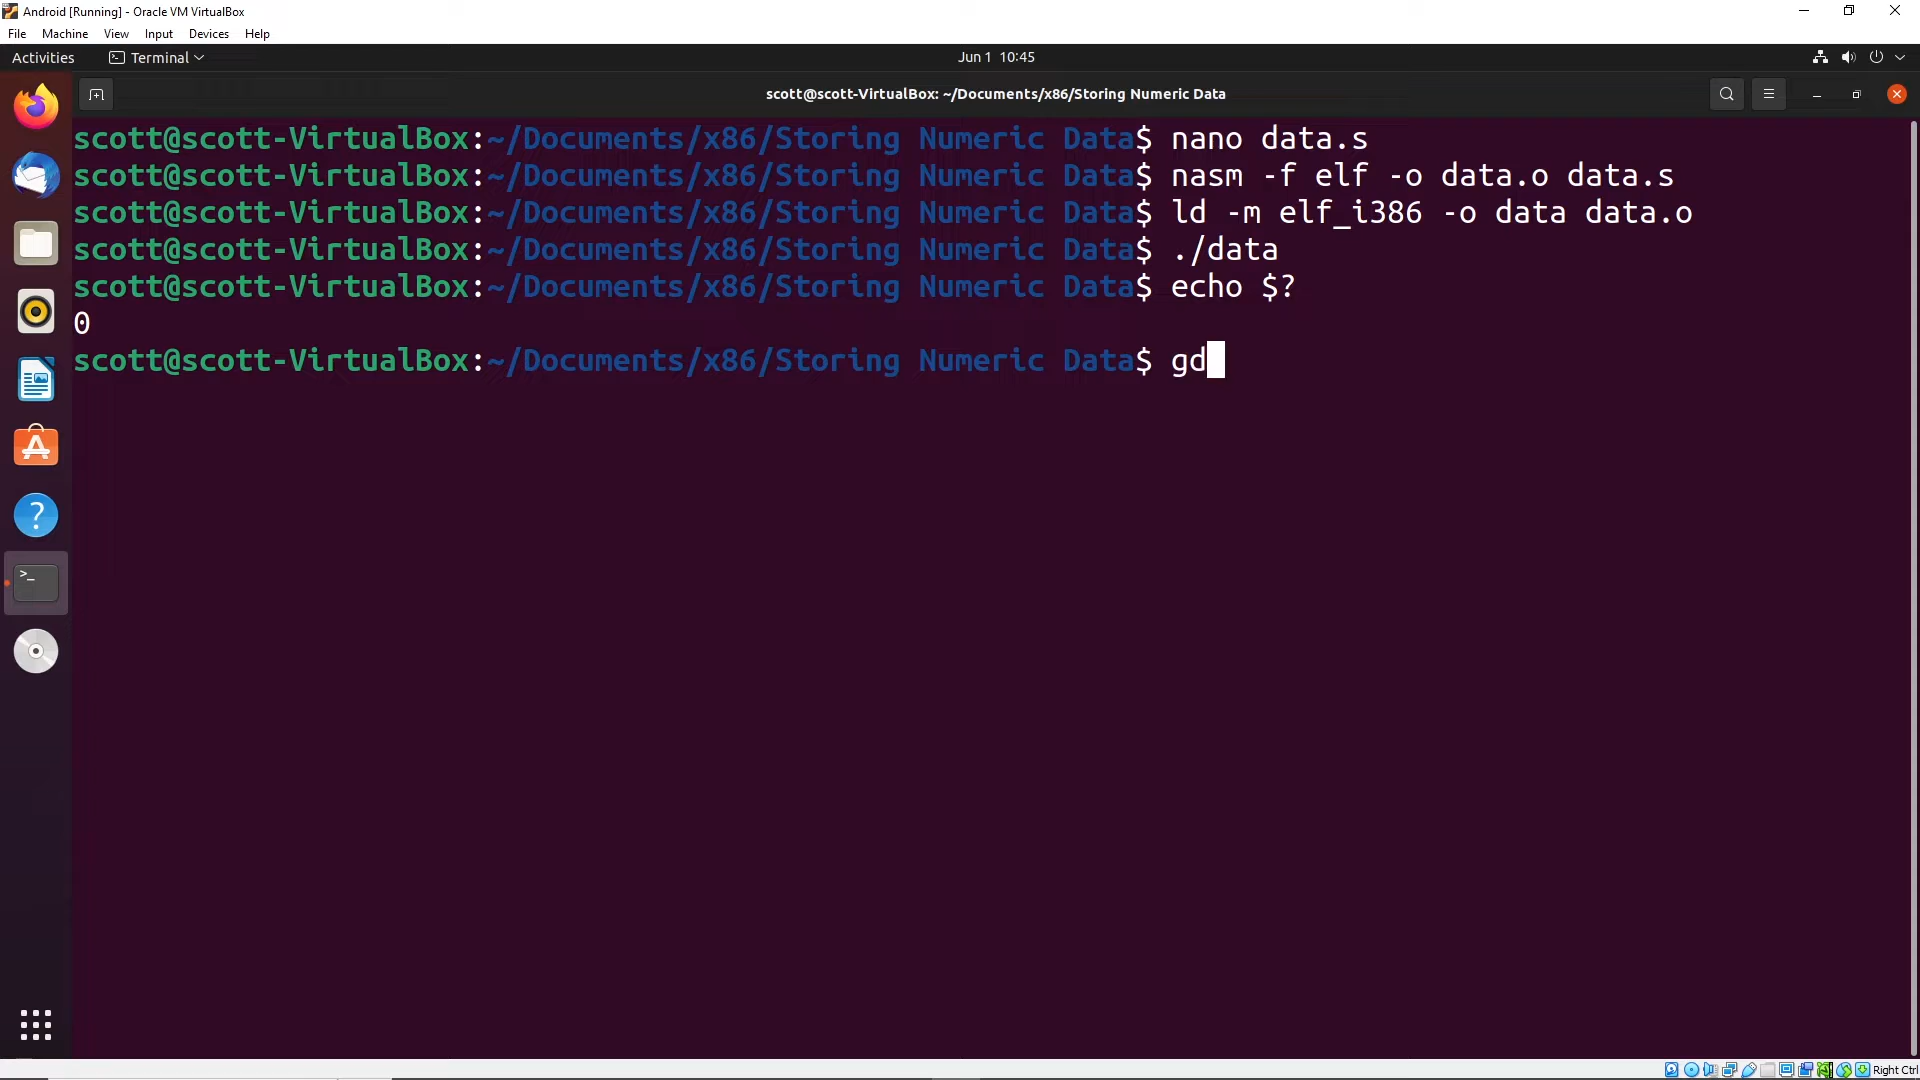 Android [Running] - Oracle VM VirtualBox
File Machine View Input Devices Help
Activities Terminal Jun 1 10:45
scott@scott-VirtualBox: ~/Documents/x86/Storing Numeric Data
scott@scott-VirtualBox:~/Documents/x86/Storing Numeric Data$ nano data.s
scott@scott-VirtualBox:~/Documents/x86/Storing Numeric Data$ nasm -f elf -o data.o data.s
scott@scott-VirtualBox:~/Documents/x86/Storing Numeric Data$ ld -m elf_i386 -o data data.o
scott@scott-VirtualBox:~/Documents/x86/Storing Numeric Data$ ./data
scott@scott-VirtualBox:~/Documents/x86/Storing Numeric Data$ echo $?
0
scott@scott-VirtualBox:~/Documents/x86/Storing Numeric Data$ gd
Right Ctrl